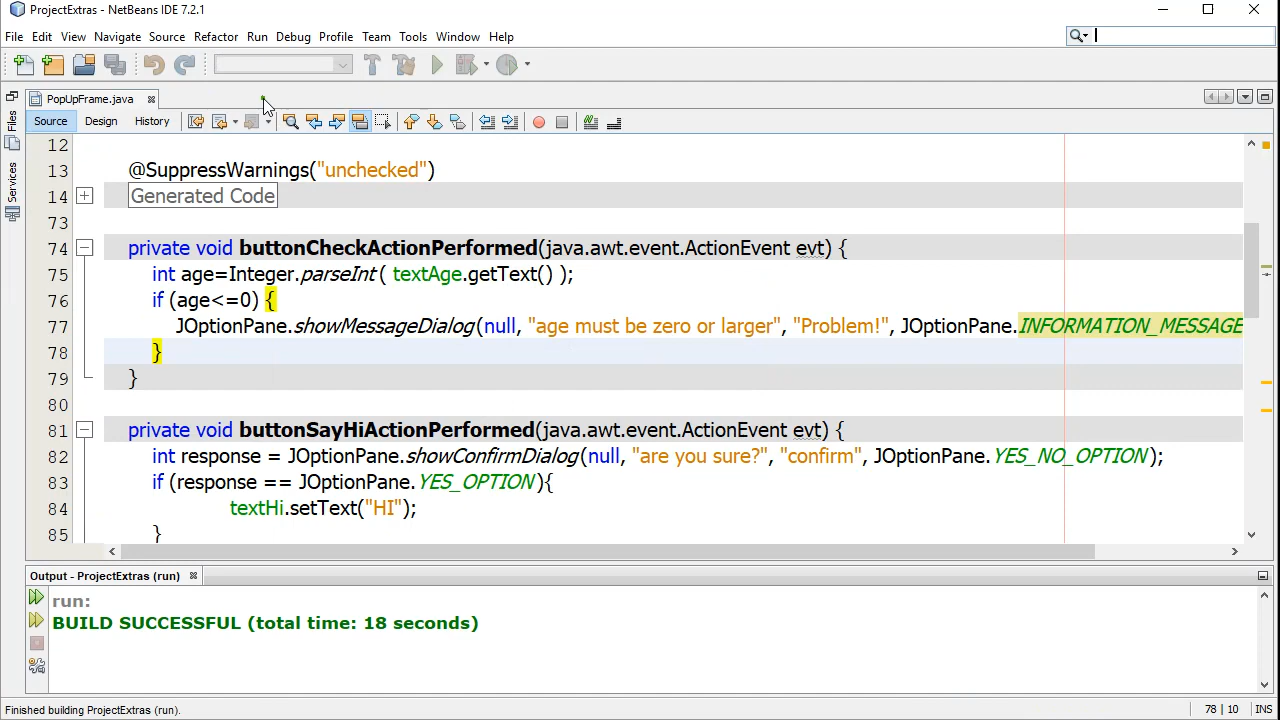 ProjectExtras - NetBeans IDE 7.2.1
File Edit View Navigate Source Refactor Run Debug Profile Team Tools Window Help
PopUpFrame.java
Source Design History
Files
Services
12
13 @SuppressWarnings("unchecked")
14 Generated Code
73
74 private void buttonCheckActionPerformed(java.awt.event.ActionEvent evt) {
75 int age=Integer.parseInt( textAge.getText() );
76 if (age<=0) {
77 JOptionPane.showMessageDialog(null, "age must be zero or larger", "Problem!", JOptionPane.INFORMATION_MESSAGE
78 }
79 }
80
81 private void buttonSayHiActionPerformed(java.awt.event.ActionEvent evt) {
82 int response = JOptionPane.showConfirmDialog(null, "are you sure?", "confirm", JOptionPane.YES_NO_OPTION);
83 if (response == JOptionPane.YES_OPTION){
84 textHi.setText("HI");
85 }
Output - ProjectExtras (run)
run:
BUILD SUCCESSFUL (total time: 18 seconds)
Finished building ProjectExtras (run).
78 | 10 INS